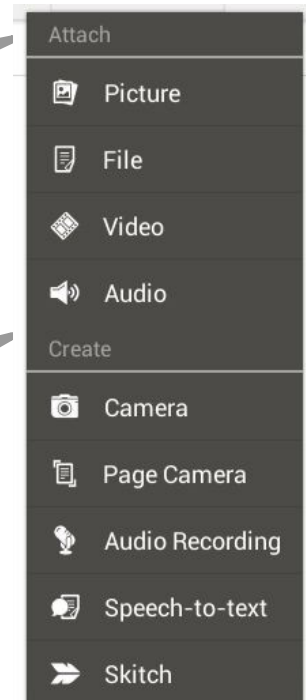 Attach
Picture
File
Video
Audio
Create
Camera
Page Camera
Audio Recording
Speech-to-text
Skitch